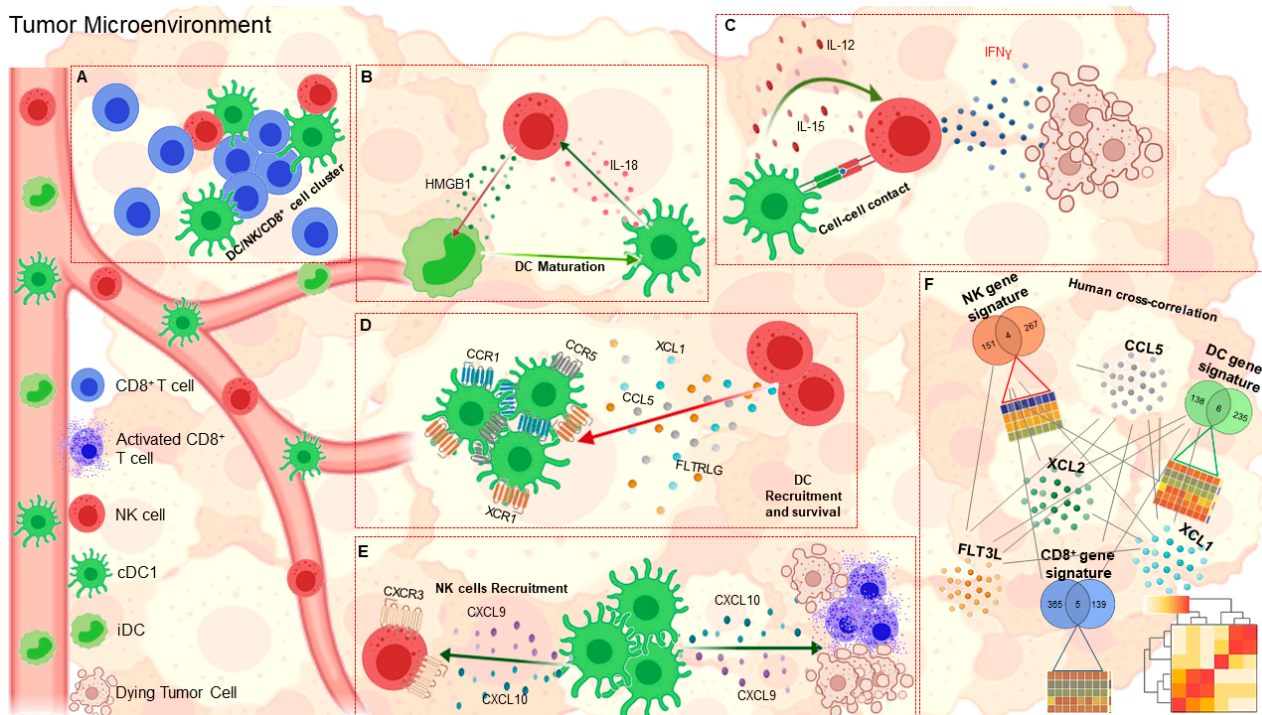 Tumor Microenvironment
A
DC/NK/CD8⁺ cell cluster
B
HMGB1
IL-18
DC Maturation
C
IL-12
IL-15
IFNγ
Cell-cell contact
D
CCR1
CCR5
XCR1
XCL1
CCL5
FLTRLG
DC
Recruitment
and survival
E
CXCR3
NK cells Recruitment
CXCL9
CXCL10
CXCL10
CXCL9
F
NK gene
signature
151 4 267
Human cross-correlation
CCL5
DC gene
signature
138 6 235
XCL2
XCL1
FLT3L
CD8⁺ gene
signature
365 5 139
CD8⁺ T cell
Activated CD8⁺
T cell
NK cell
cDC1
iDC
Dying Tumor Cell